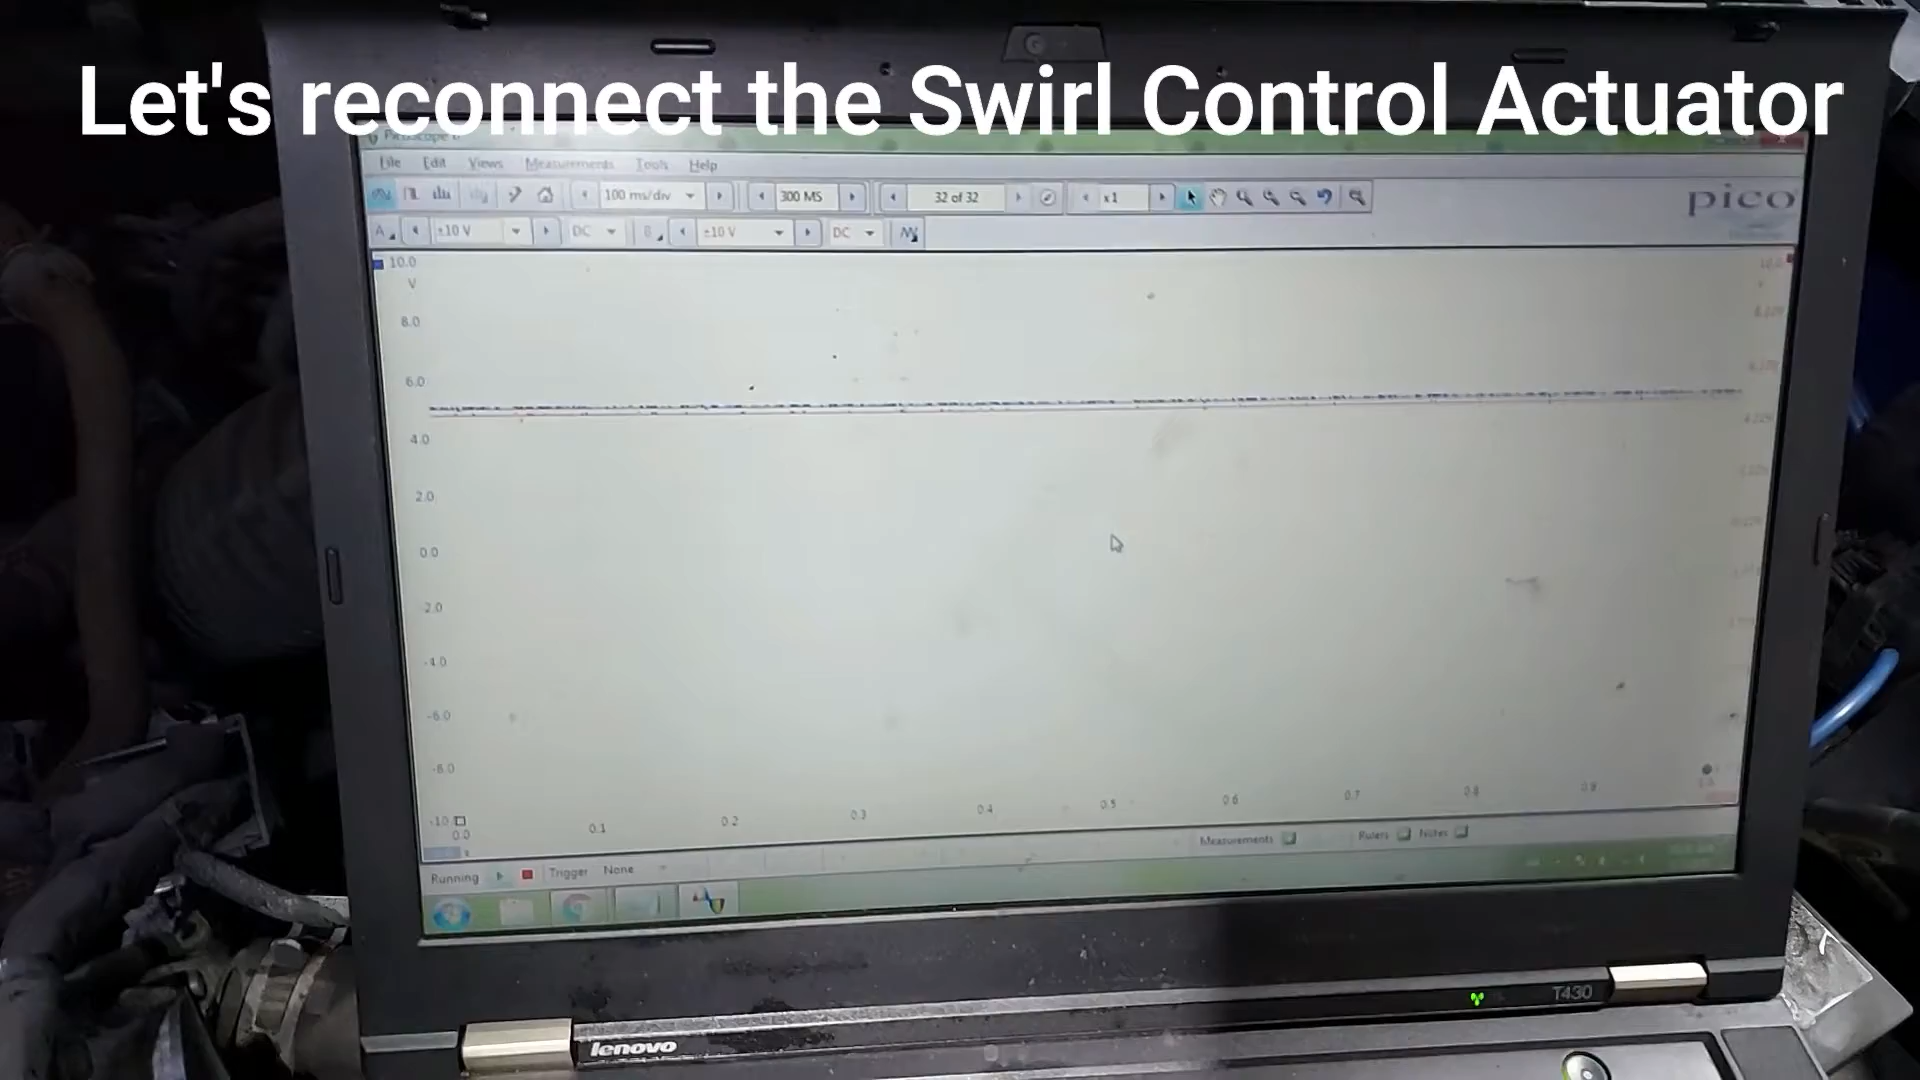 Let's reconnect the Swirl Control Actuator
File Edit Views Measurements Tools Help
100 ms/div 300 MS 32 of 32 x1
pico
A ±10 V DC B ±10 V DC
10.0
V
8.0
6.0
4.0
2.0
0.0
-2.0
-4.0
-6.0
-8.0
-10
0.0 0.1 0.2 0.3 0.4 0.5 0.6 0.7 0.8 0.9
Measurements Rulers Notes
Running Trigger None
T430
lenovo